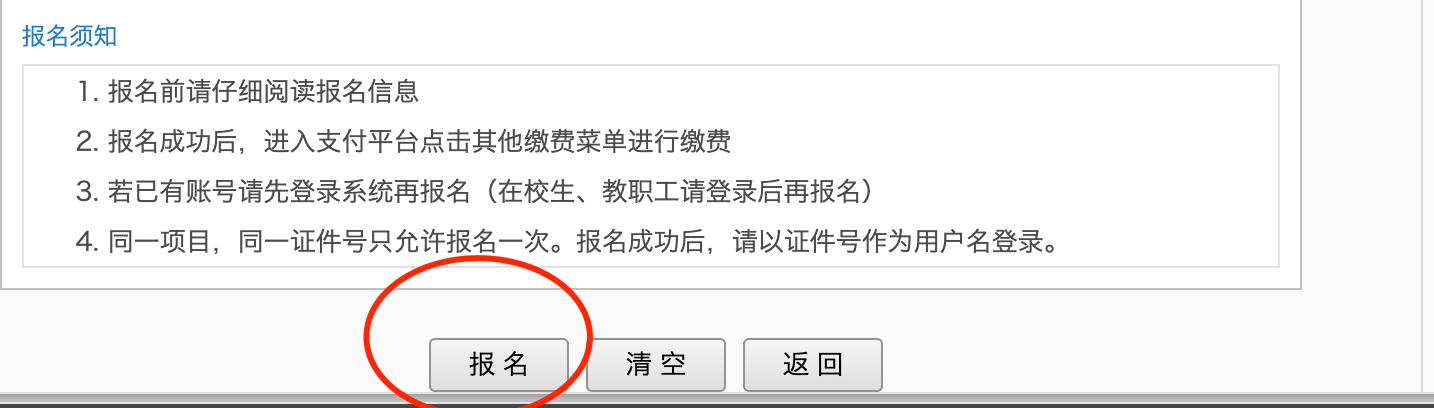 报名须知
1. 报名前请仔细阅读报名信息
2. 报名成功后，进入支付平台点击其他缴费菜单进行缴费
3. 若已有账号请先登录系统再报名（在校生、教职工请登录后再报名）
4. 同一项目，同一证件号只允许报名一次。报名成功后，请以证件号作为用户名登录。
报 名 清 空 返 回